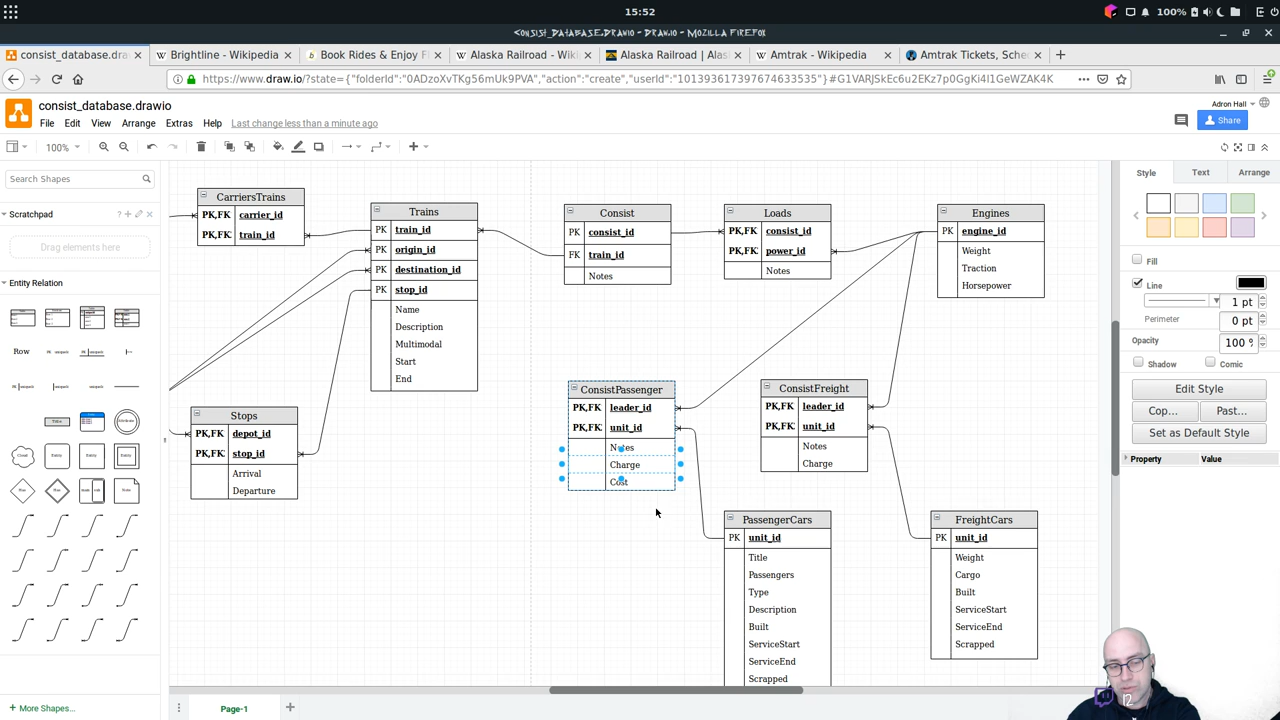 15:52
100%
consist_database.drawio - draw.io - Mozilla Firefox
consist_database.draw
Brightline - Wikipedia
Book Rides & Enjoy F
Alaska Railroad - Wiki
Alaska Railroad | Alas
Amtrak - Wikipedia
Amtrak Tickets, Sche
https://www.draw.io/?state={"folderId":"0ADzoXvTKg56mUk9PVA","action":"create","userId":"101393617397674633535"}#G1VARJSkEc6u2EKz7p0GgKi4l1GeWZAK4K
consist_database.drawio
Adron Hall
File Edit View Arrange Extras Help Last change less than a minute ago
Share
100%
Search Shapes
Scratchpad
Drag elements here
Entity Relation
Row
+ More Shapes...
Page-1
CarriersTrains
PK,FK carrier_id
PK,FK train_id
Trains
PK train_id
PK origin_id
PK destination_id
PK stop_id
Name
Description
Multimodal
Start
End
Stops
PK,FK depot_id
PK,FK stop_id
Arrival
Departure
Consist
PK consist_id
FK train_id
Notes
Loads
PK,FK consist_id
PK,FK power_id
Notes
Engines
PK engine_id
Weight
Traction
Horsepower
ConsistPassenger
PK,FK leader_id
PK,FK unit_id
Notes
Charge
Cost
ConsistFreight
PK,FK leader_id
PK,FK unit_id
Notes
Charge
PassengerCars
PK unit_id
Title
Passengers
Type
Description
Built
ServiceStart
ServiceEnd
Scrapped
FreightCars
PK unit_id
Weight
Cargo
Built
ServiceStart
ServiceEnd
Scrapped
Style Text Arrange
Fill
Line
1 pt
Perimeter
0 pt
Opacity
100 %
Shadow Comic
Edit Style
Cop... Past...
Set as Default Style
Property Value